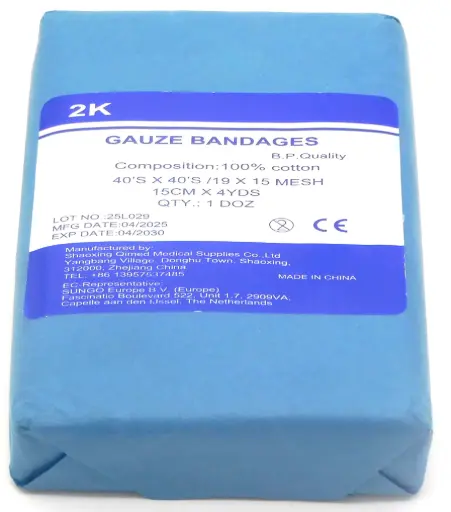 2K
GAUZE BANDAGES
B.P.Quality
Composition:100% cotton
40'S X 40'S /19 X 15 MESH
15CM X 4YDS
QTY.: 1 DOZ
LOT NO.:25L029
MFG DATE:04/2025
EXP DATE:04/2030
CE
Manufactured by:
Shaoxing Qimed Medical Supplies Co.,Ltd
Yangbang Village, Donghu Town, Shaoxing,
312000, Zhejiang China
TEL. +86 13957537485
MADE IN CHINA
EC-Representative:
SUNGO Europe B.V. (Europe)
Fascinatio Boulevard 522, Unit 1.7, 2909VA,
Capelle aan den IJssel, The Netherlands